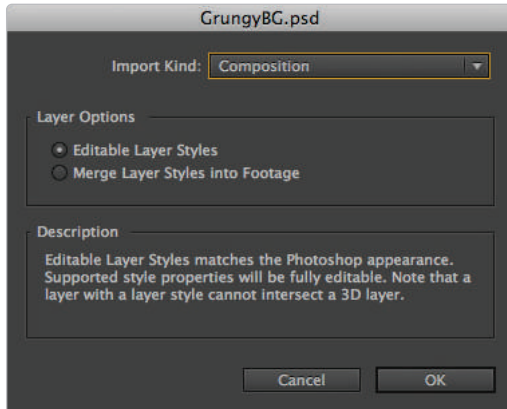 GrungyBG.psd
Import Kind: Composition
Layer Options
Editable Layer Styles
Merge Layer Styles into Footage
Description
Editable Layer Styles matches the Photoshop appearance.
Supported style properties will be fully editable. Note that a
layer with a layer style cannot intersect a 3D layer.
Cancel OK